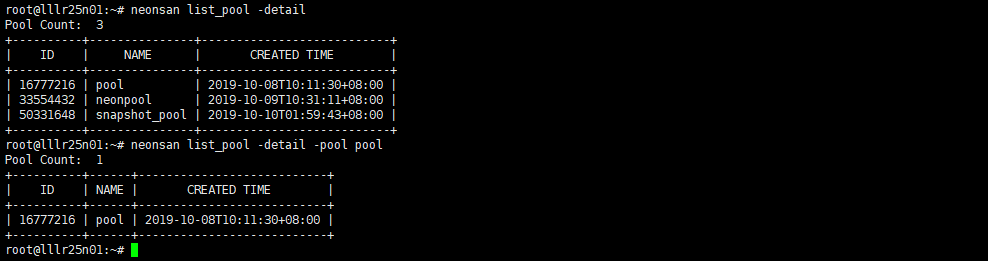 root@lllr25n01:~# neonsan list_pool -detail
Pool Count:  3
+----------+---------------+---------------------------+
|    ID    |     NAME      |       CREATED TIME        |
+----------+---------------+---------------------------+
| 16777216 | pool          | 2019-10-08T10:11:30+08:00 |
| 33554432 | neonpool      | 2019-10-09T10:31:11+08:00 |
| 50331648 | snapshot_pool | 2019-10-10T01:59:43+08:00 |
+----------+---------------+---------------------------+
root@lllr25n01:~# neonsan list_pool -detail -pool pool
Pool Count:  1
+----------+------+---------------------------+
|    ID    | NAME |       CREATED TIME        |
+----------+------+---------------------------+
| 16777216 | pool | 2019-10-08T10:11:30+08:00 |
+----------+------+---------------------------+
root@lllr25n01:~#